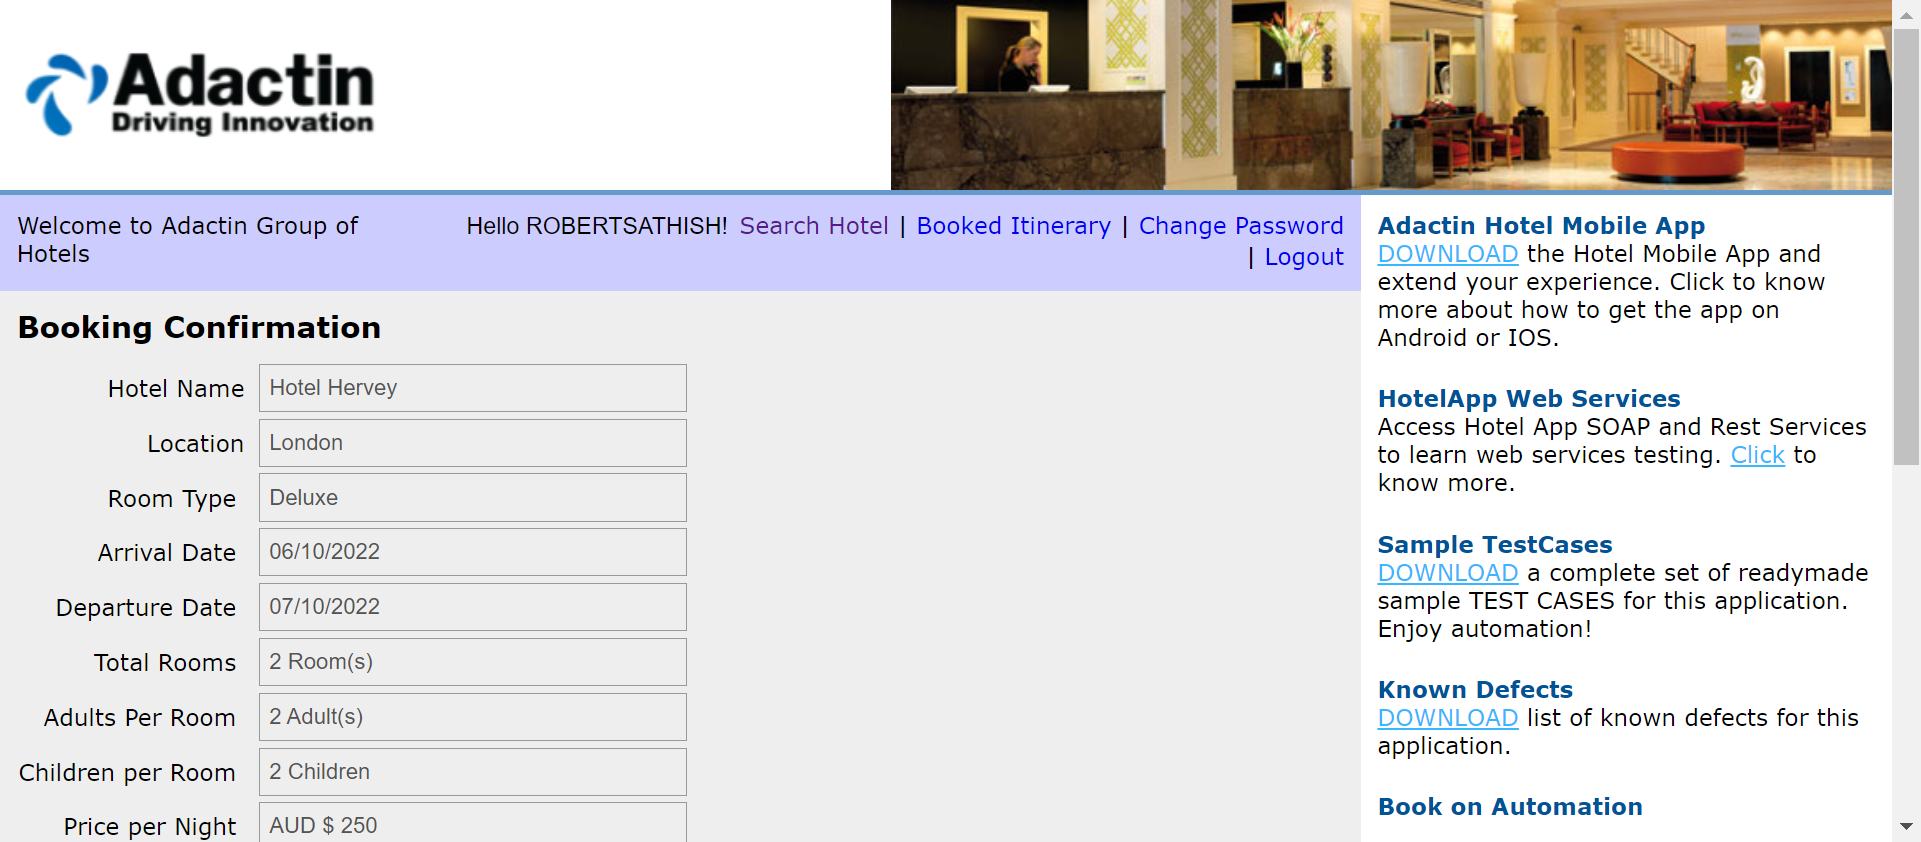 Adactin
Driving Innovation
Welcome to Adactin Group of
Hotels
Hello ROBERTSATHISH! Search Hotel | Booked Itinerary | Change Password
| Logout
Booking Confirmation
Hotel Name Hotel Hervey
Location London
Room Type Deluxe
Arrival Date 06/10/2022
Departure Date 07/10/2022
Total Rooms 2 Room(s)
Adults Per Room 2 Adult(s)
Children per Room 2 Children
Price per Night AUD $ 250
Adactin Hotel Mobile App
DOWNLOAD the Hotel Mobile App and
extend your experience. Click to know
more about how to get the app on
Android or IOS.
HotelApp Web Services
Access Hotel App SOAP and Rest Services
to learn web services testing. Click to
know more.
Sample TestCases
DOWNLOAD a complete set of readymade
sample TEST CASES for this application.
Enjoy automation!
Known Defects
DOWNLOAD list of known defects for this
application.
Book on Automation